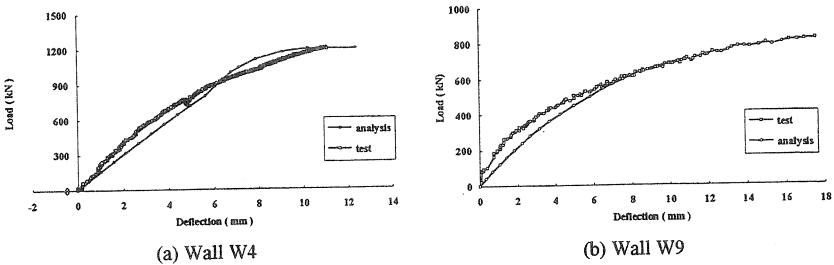 1500
1200
900
600
300
0
Load ( kN )
analysis
test
-2 0 2 4 6 8 10 12 14
Deflection ( mm )
(a) Wall W4
1000
800
600
400
200
0
Load ( kN )
test
analysis
0 2 4 6 8 10 12 14 16 18
Deflection ( mm )
(b) Wall W9